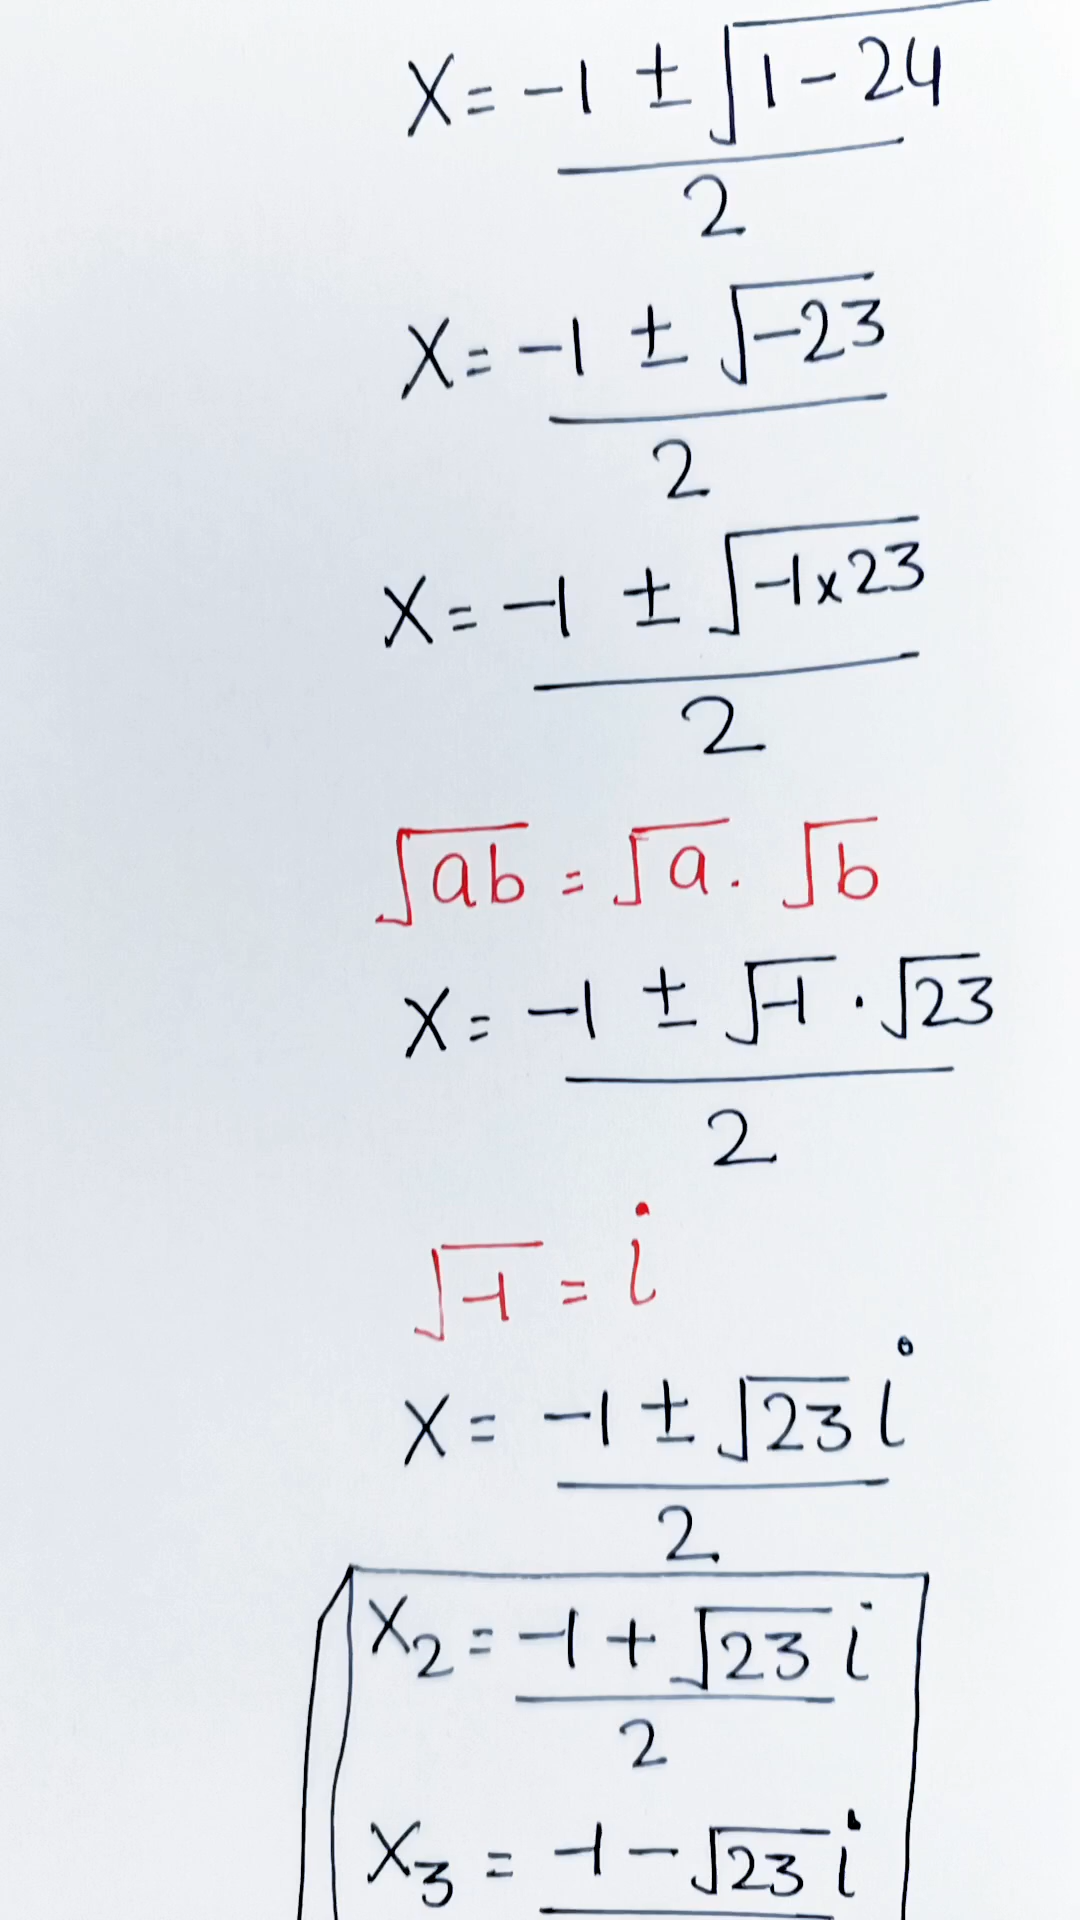 X = -1 ± √1 - 24
2
X = -1 ± √-23
2
X = -1 ± √-1x23
2
√ab = √a . √b
X = -1 ± √-1 . √23
2
√-1 = i
X = -1 ± √23 i
2
X₂ = -1 + √23 i
2
X₃ = -1 - √23 i